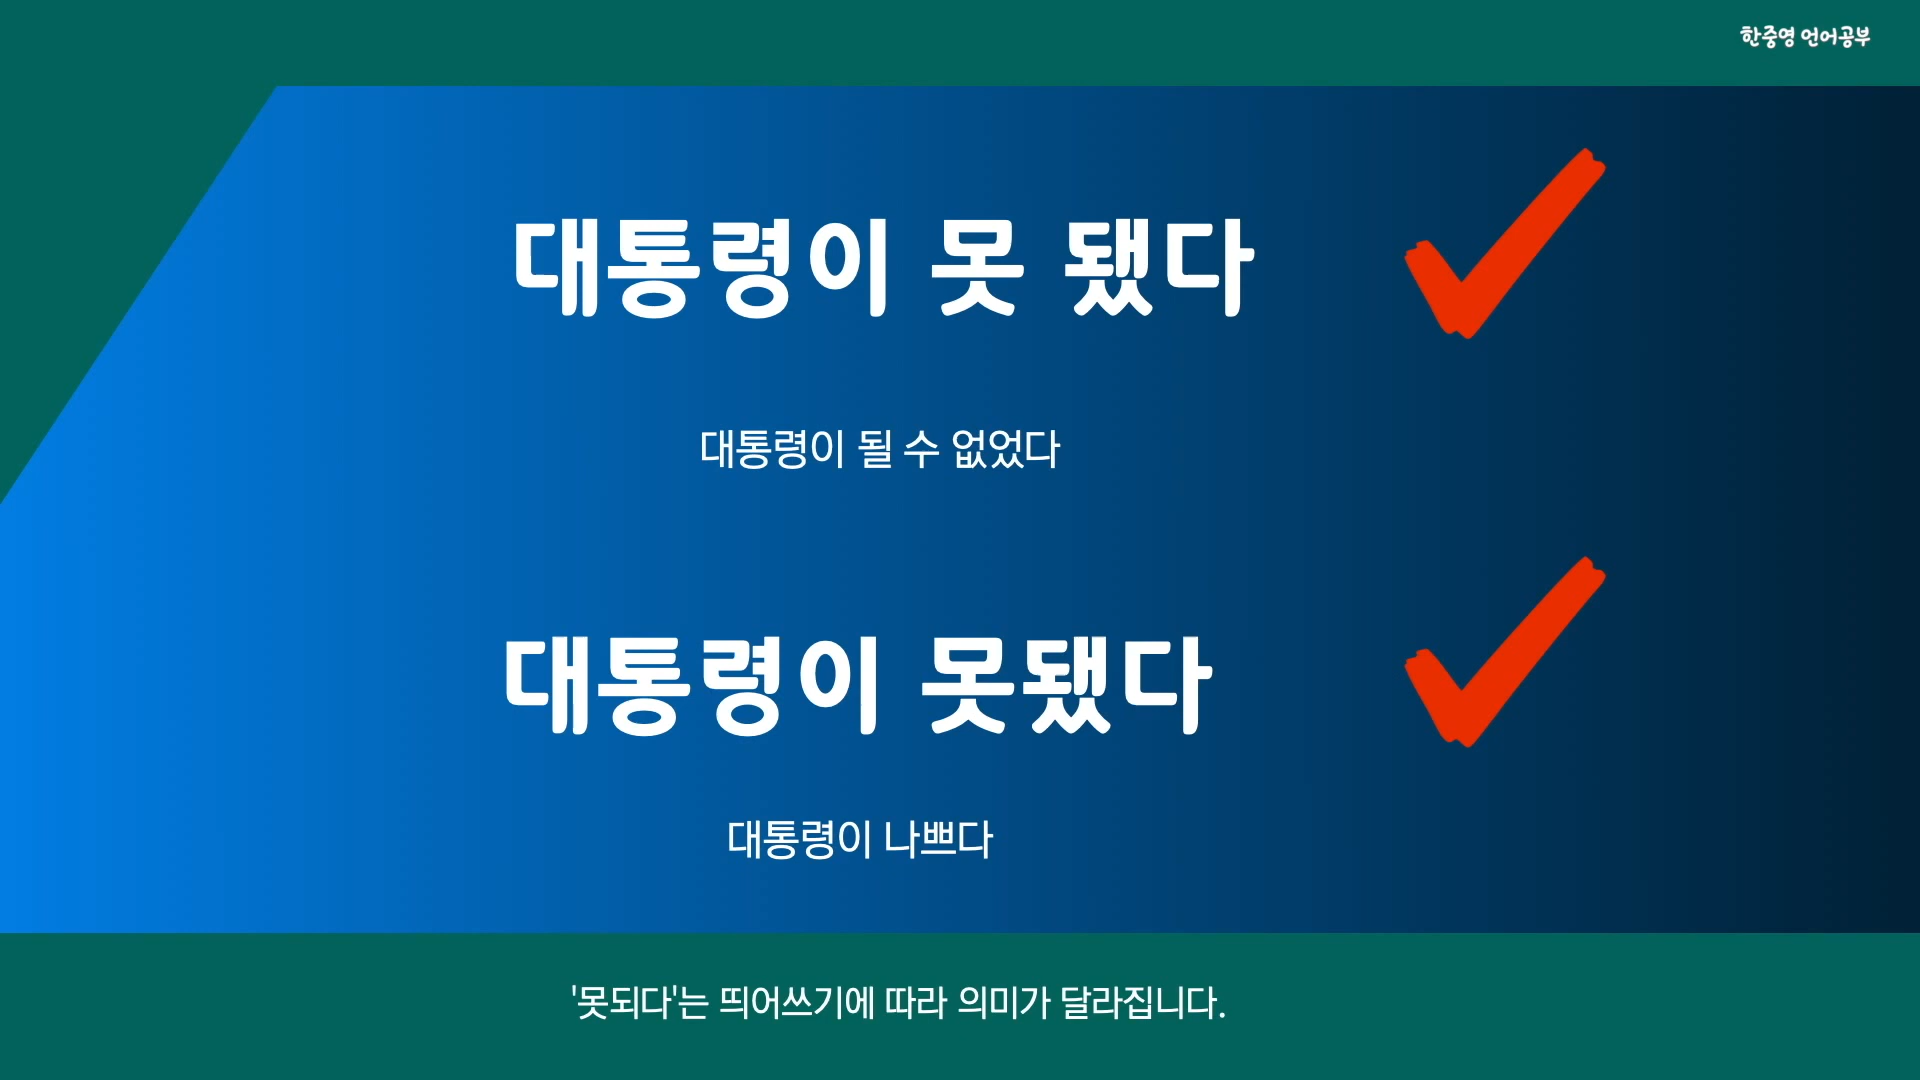 한중영 언어공부
대통령이 못 됐다
대통령이 될 수 없었다
대통령이 못됐다
대통령이 나쁘다
'못되다'는 띄어쓰기에 따라 의미가 달라집니다.